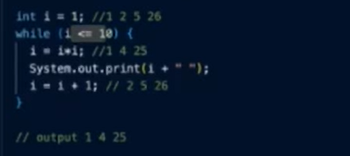 int i = 1; //1 2 5 26
while (i <= 10) {
i = i*i; //1 4 25
System.out.print(i + " ");
i = i + 1; // 2 5 26
}
// output 1 4 25